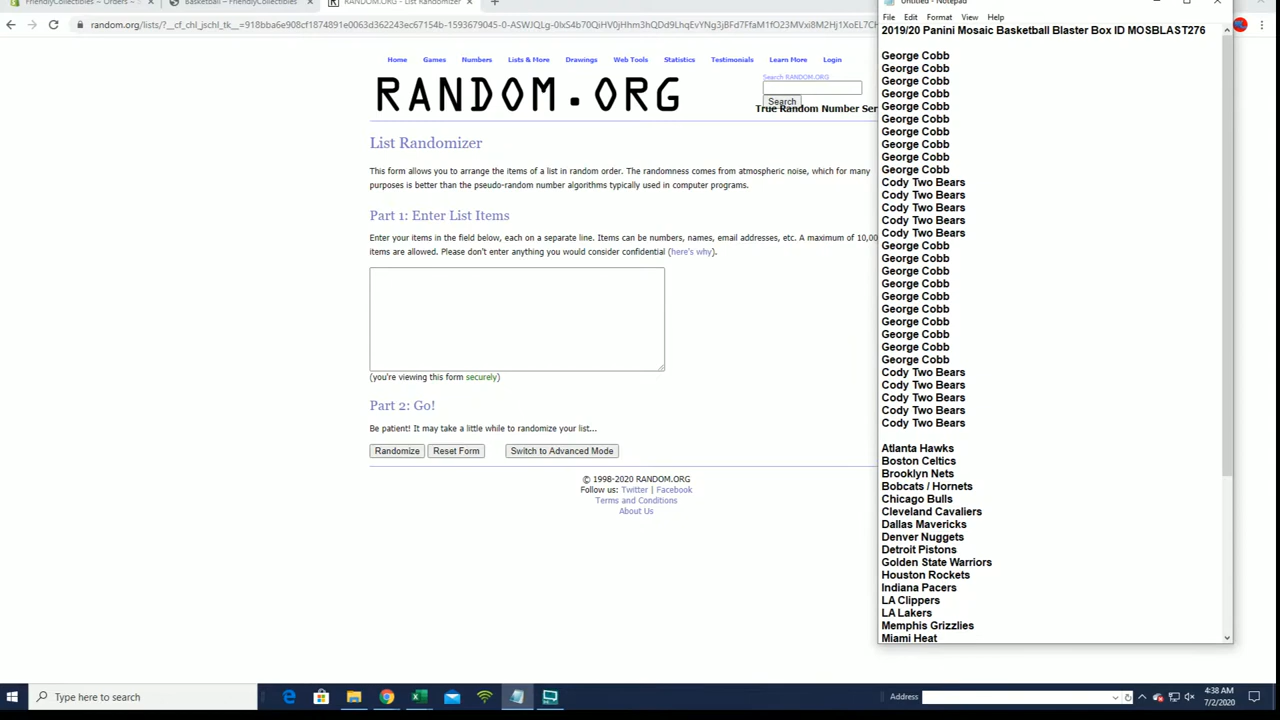 FriendlyCollectibles – Orders –
Basketball – FriendlyCollectibles
RANDOM.ORG - List Randomizer
Untitled - Notepad
File Edit Format View Help
2019/20 Panini Mosaic Basketball Blaster Box ID MOSBLAST276
Home Games Numbers Lists & More Drawings Web Tools Statistics Testimonials Learn More Login
RANDOM.ORG
Search RANDOM.ORG
Search
True Random Number Ser
List Randomizer
This form allows you to arrange the items of a list in random order. The randomness comes from atmospheric noise, which for many
purposes is better than the pseudo-random number algorithms typically used in computer programs.
Part 1: Enter List Items
Enter your items in the field below, each on a separate line. Items can be numbers, names, email addresses, etc. A maximum of 10,00
items are allowed. Please don't enter anything you would consider confidential (here's why).
(you're viewing this form securely)
Part 2: Go!
Be patient! It may take a little while to randomize your list...
Randomize Reset Form Switch to Advanced Mode
© 1998-2020 RANDOM.ORG
Follow us: Twitter | Facebook
Terms and Conditions
About Us
George Cobb
George Cobb
George Cobb
George Cobb
George Cobb
George Cobb
George Cobb
George Cobb
George Cobb
George Cobb
Cody Two Bears
Cody Two Bears
Cody Two Bears
Cody Two Bears
Cody Two Bears
George Cobb
George Cobb
George Cobb
George Cobb
George Cobb
George Cobb
George Cobb
George Cobb
George Cobb
George Cobb
Cody Two Bears
Cody Two Bears
Cody Two Bears
Cody Two Bears
Cody Two Bears
Atlanta Hawks
Boston Celtics
Brooklyn Nets
Bobcats / Hornets
Chicago Bulls
Cleveland Cavaliers
Dallas Mavericks
Denver Nuggets
Detroit Pistons
Golden State Warriors
Houston Rockets
Indiana Pacers
LA Clippers
LA Lakers
Memphis Grizzlies
Miami Heat
Type here to search
Address
4:38 AM
7/2/2020